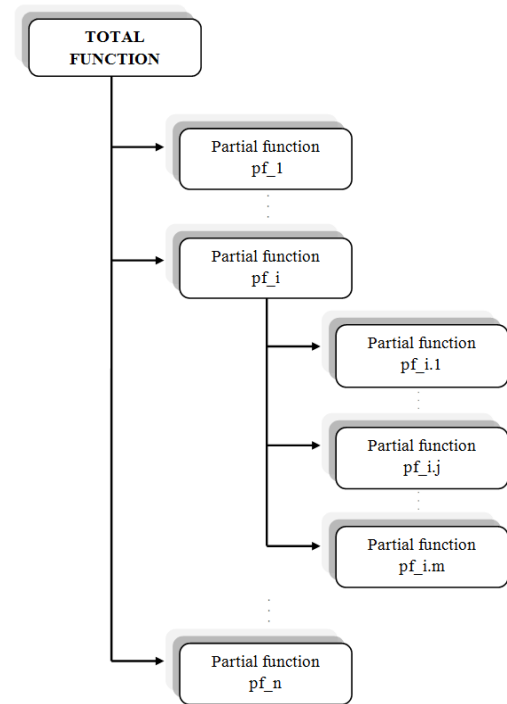 TOTAL
FUNCTION
Partial function
pf_1
Partial function
pf_i
Partial function
pf_i.1
Partial function
pf_i.j
Partial function
pf_i.m
Partial function
pf_n